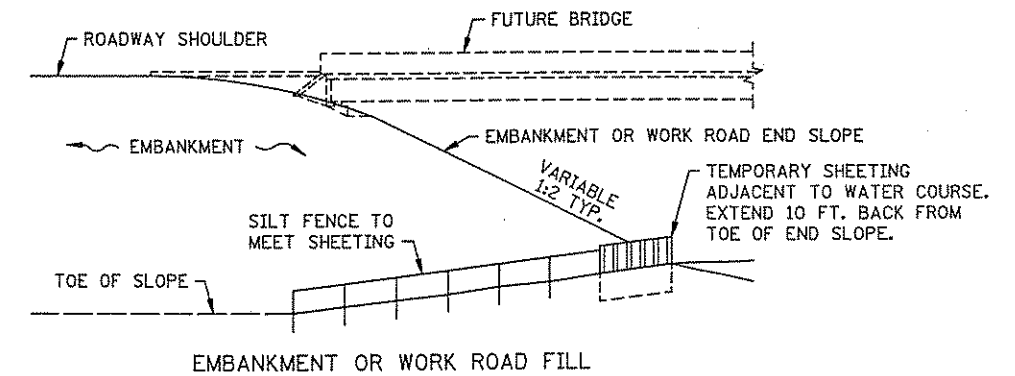 FUTURE BRIDGE
ROADWAY SHOULDER
EMBANKMENT
EMBANKMENT OR WORK ROAD END SLOPE
VARIABLE
1:2 TYP.
TEMPORARY SHEETING
ADJACENT TO WATER COURSE.
EXTEND 10 FT. BACK FROM
TOE OF END SLOPE.
SILT FENCE TO
MEET SHEETING
TOE OF SLOPE
EMBANKMENT OR WORK ROAD FILL